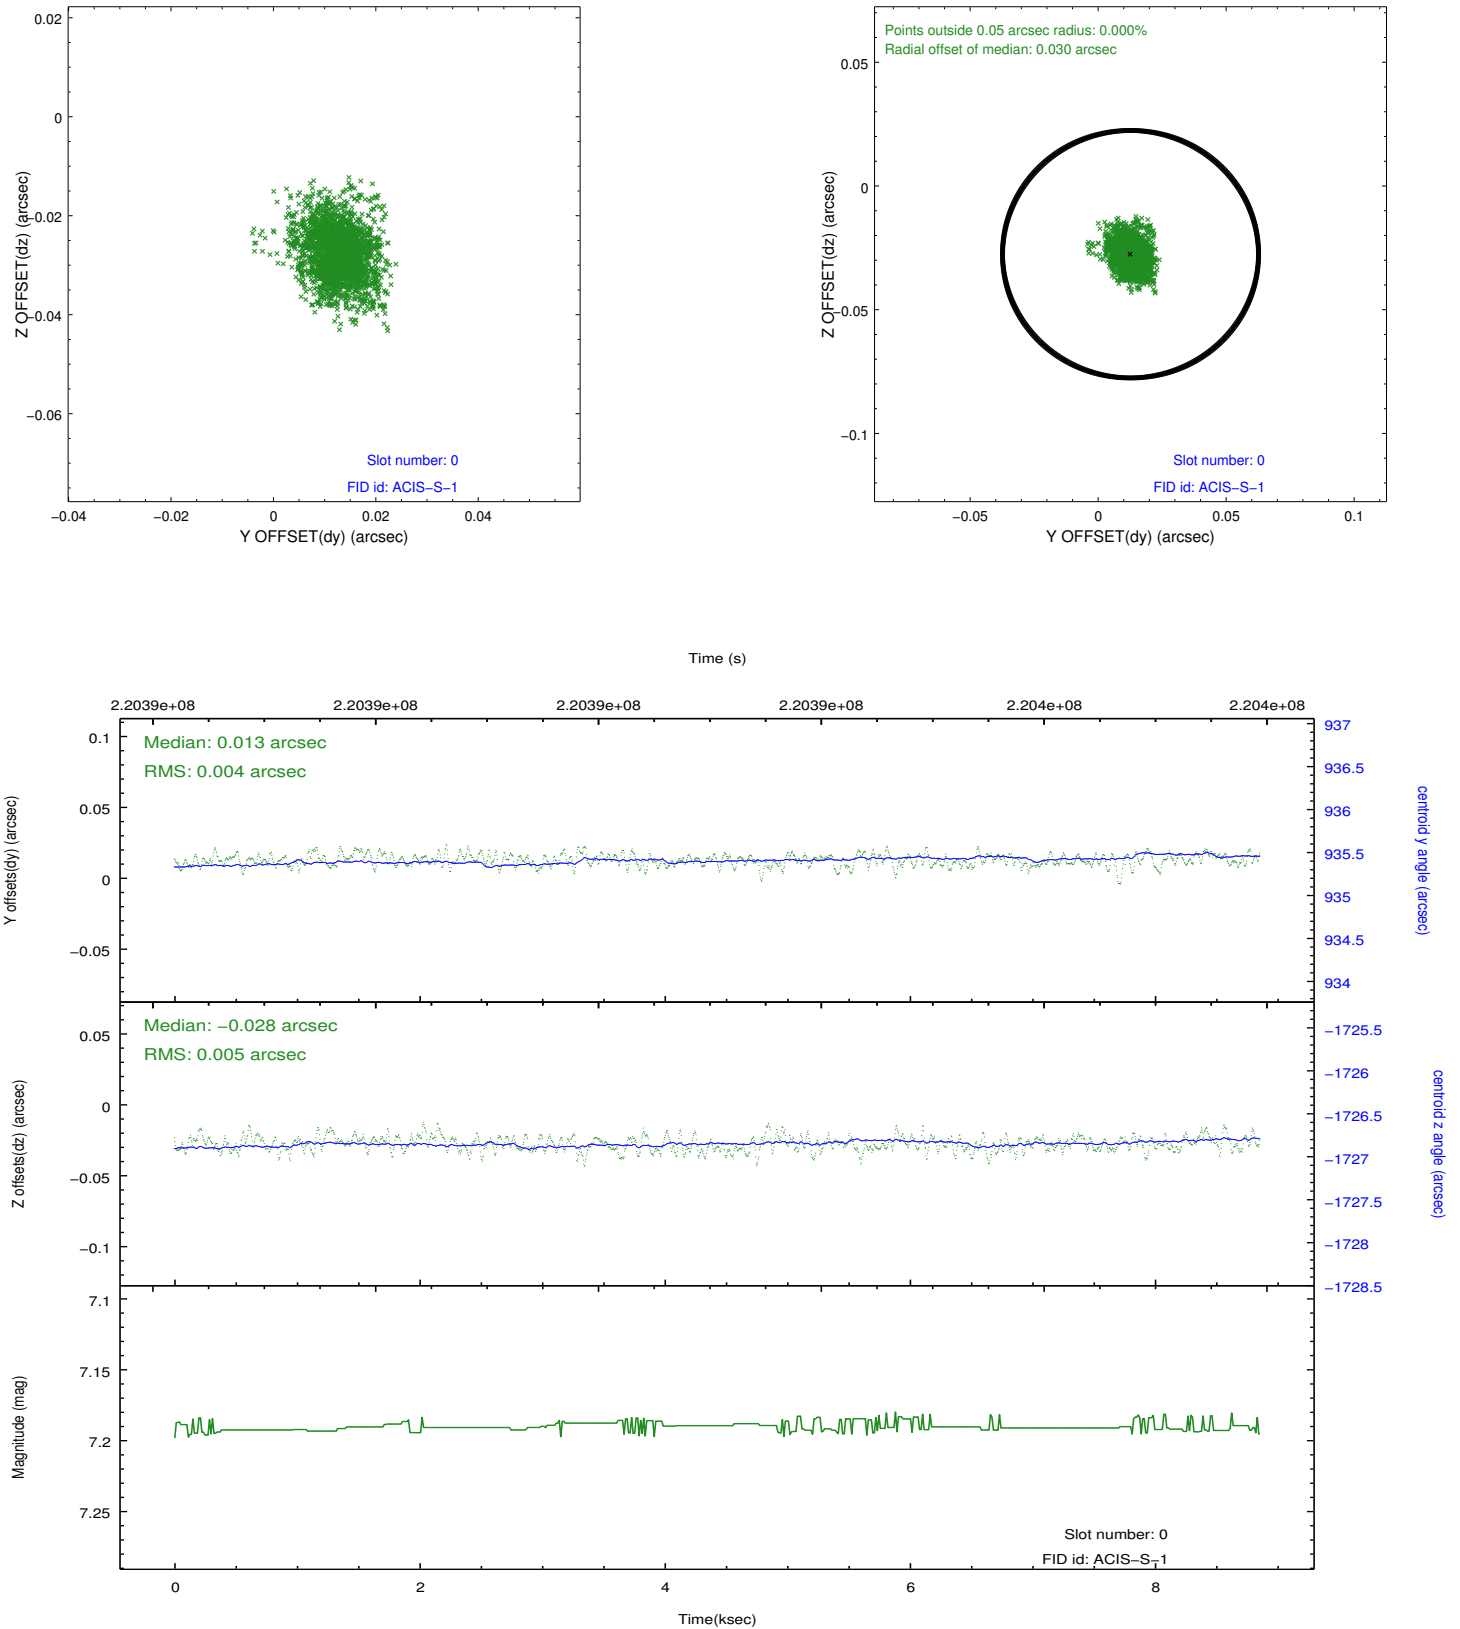 0.02
0
−0.02
−0.04
−0.06
Z OFFSET(dz) (arcsec)
Slot number: 0
FID id: ACIS−S−1
−0.04 −0.02 0 0.02 0.04
Y OFFSET(dy) (arcsec)
Points outside 0.05 arcsec radius: 0.000%
Radial offset of median: 0.030 arcsec
0.05
0
−0.05
−0.1
Z OFFSET(dz) (arcsec)
Slot number: 0
FID id: ACIS−S−1
−0.05 0 0.05 0.1
Y OFFSET(dy) (arcsec)
Time (s)
2.2039e+08 2.2039e+08 2.2039e+08 2.2039e+08 2.204e+08 2.204e+08
Median: 0.013 arcsec
RMS: 0.004 arcsec
0.1
0.05
0
−0.05
Y offsets(dy) (arcsec)
937
936.5
936
935.5
935
934.5
934
centroid y angle (arcsec)
Median: −0.028 arcsec
RMS: 0.005 arcsec
0.05
0
−0.05
−0.1
Z offsets(dz) (arcsec)
−1725.5
−1726
−1726.5
−1727
−1727.5
−1728
−1728.5
centroid z angle (arcsec)
7.1
7.15
7.2
7.25
Magnitude (mag)
Slot number: 0
FID id: ACIS−S−1
0 2 4 6 8
Time(ksec)